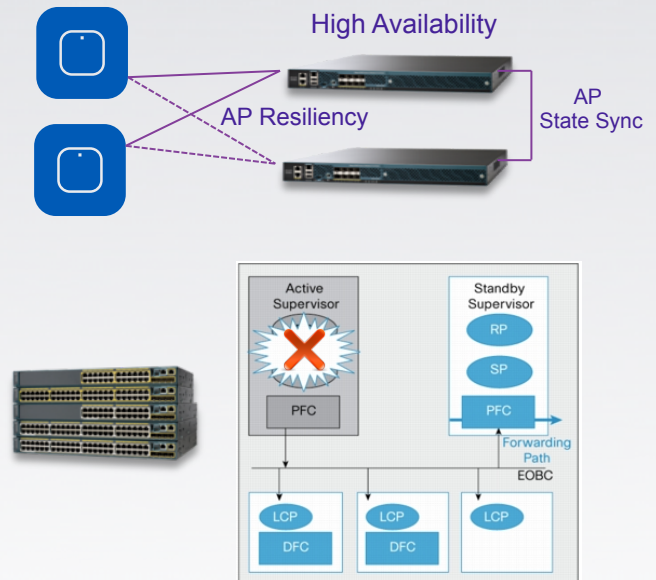 High Availability
AP Resiliency
AP
State Sync
Active
Supervisor
PFC
Standby
Supervisor
RP
SP
PFC
Forwarding
Path
EOBC
LCP
DFC
LCP
DFC
LCP